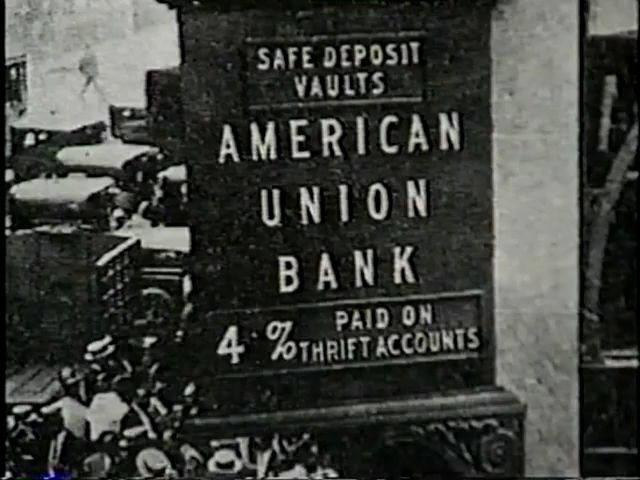 SAFE DEPOSIT
VAULTS
AMERICAN
UNION
BANK
4% PAID ON
THRIFT ACCOUNTS